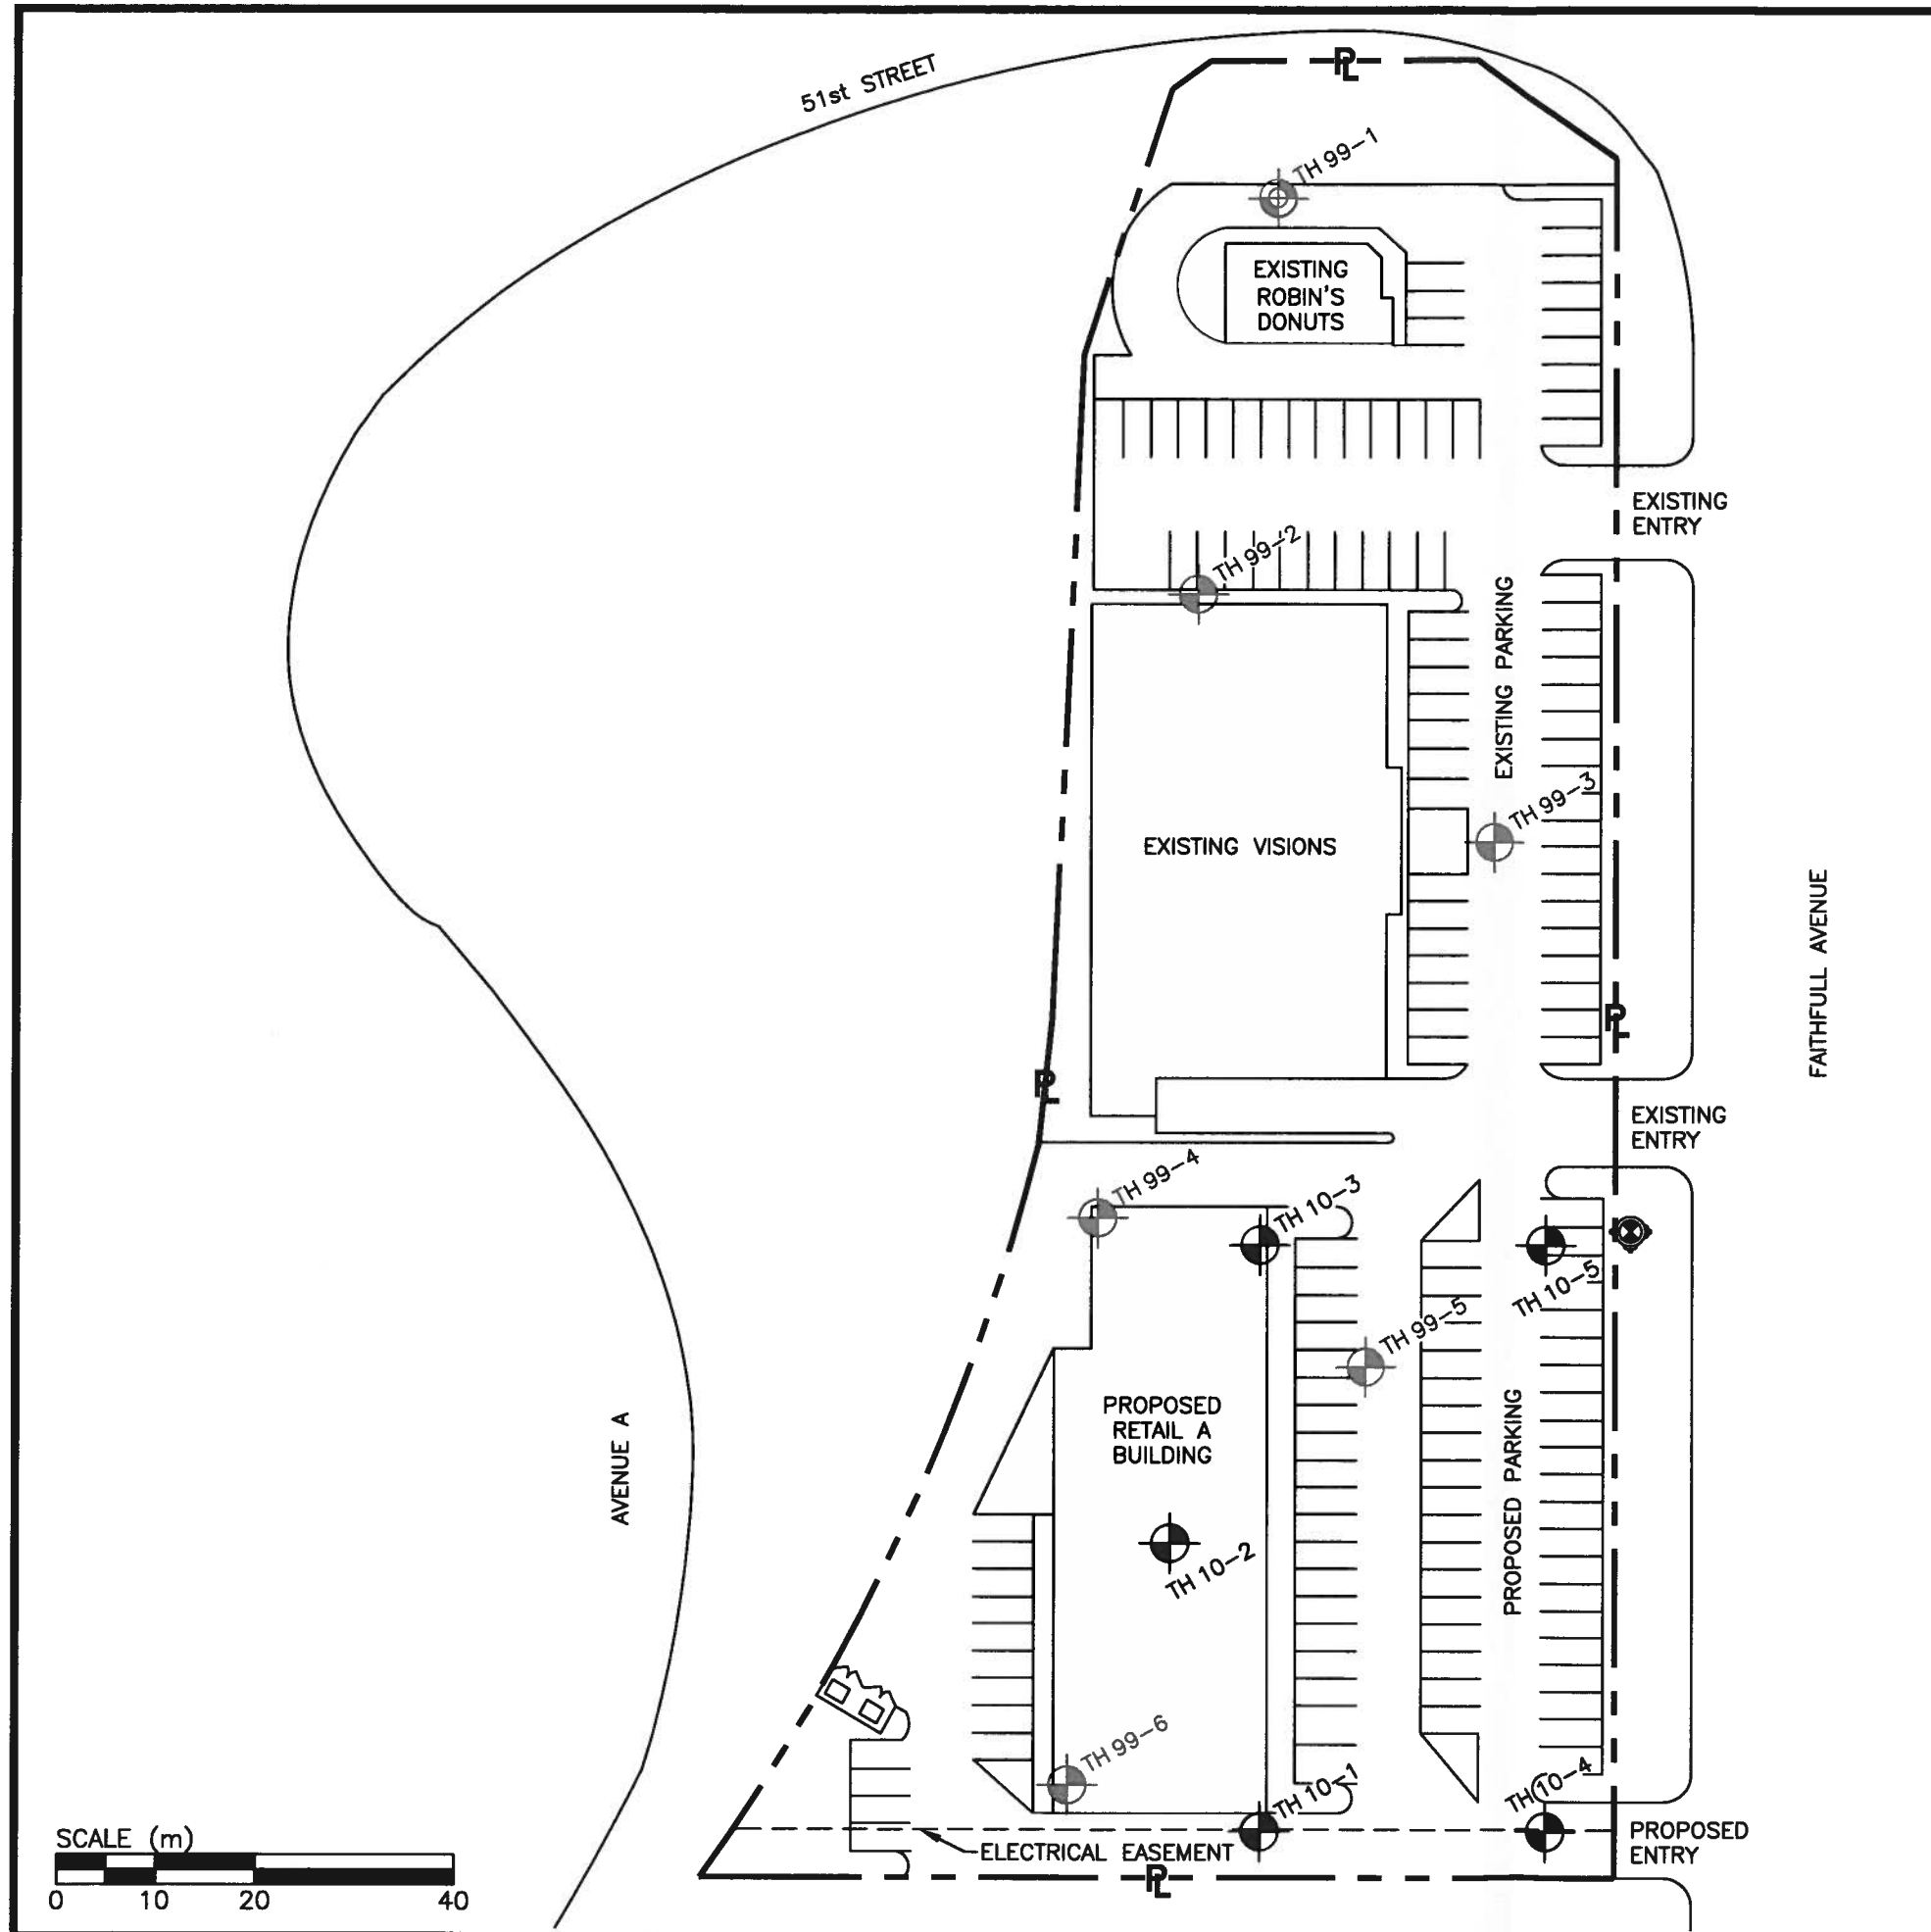 51st STREET
PL
TH 99-1
EXISTING
ROBIN'S
DONUTS
EXISTING
ENTRY
TH 99-2
EXISTING PARKING
TH 99-3
EXISTING VISIONS
FAITHFULL AVENUE
PL
PL
EXISTING
ENTRY
TH 99-4
TH 10-3
TH 10-5
TH 99-5
PROPOSED
RETAIL A
BUILDING
AVENUE A
PROPOSED PARKING
TH 10-2
TH 99-6
TH 10-1
TH 10-4
SCALE (m)
0 10 20 40
ELECTRICAL EASEMENT
PROPOSED
ENTRY
PL